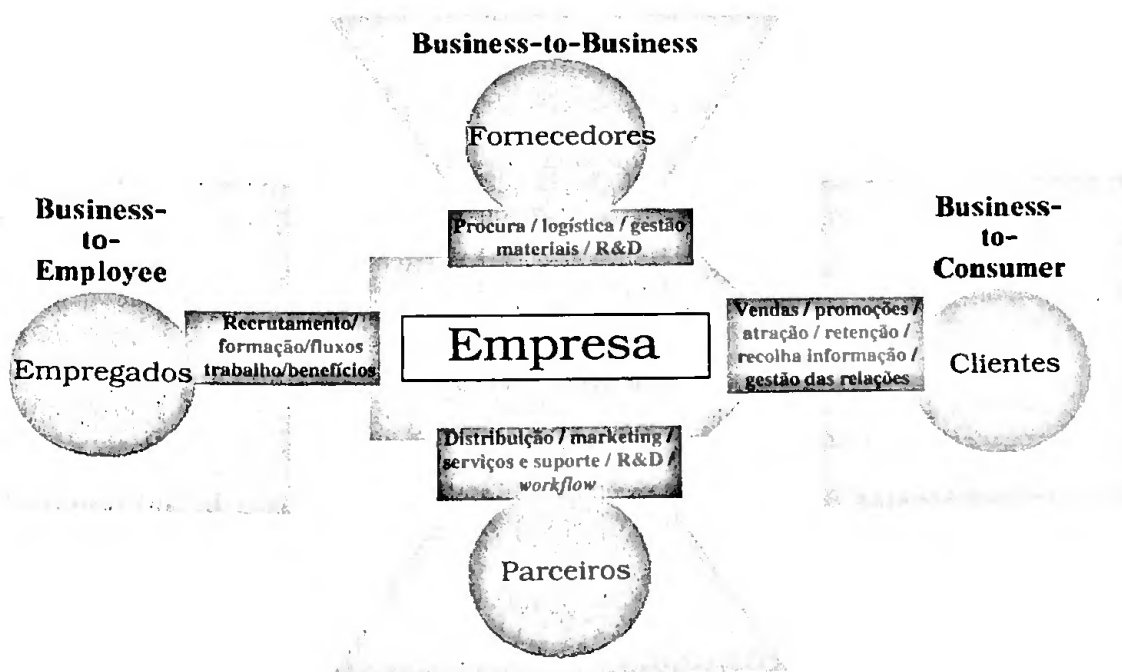 Business-to-Business
Fornecedores
Procura / logística / gestão
materiais / R&D
Business-
to-
Employee
Empregados
Recrutamento/
formação/fluxos
trabalho/benefícios
Empresa
Vendas / promoções /
atração / retenção /
recolha informação /
gestão das relações
Business-
to-
Consumer
Clientes
Distribuição / marketing /
serviços e suporte / R&D /
workflow
Parceiros